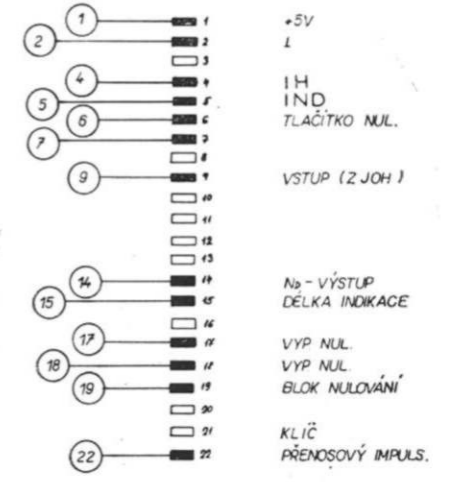 1 1 +5V
2 2 1
3
4 4 IH
5 5 IND
6 6 TLAČÍTKO NUL.
7 7
8
9 9 VSTUP (Z JOH)
10
11
12
13
14 14 Np - VÝSTUP
15 15 DÉLKA INDIKACE
16
17 17 VYP NUL.
18 18 VYP NUL.
19 19 BLOK NULOVÁNÍ
20
21 KLÍČ
22 22 PŘENOSOVÝ IMPULS.